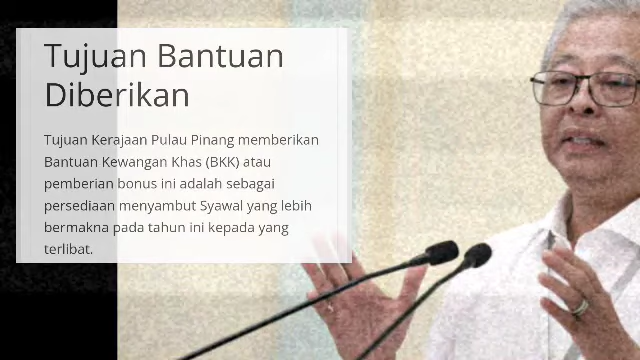 Tujuan Bantuan
Diberikan
Tujuan Kerajaan Pulau Pinang memberikan
Bantuan Kewangan Khas (BKK) atau
pemberian bonus ini adalah sebagai
persediaan menyambut Syawal yang lebih
bermakna pada tahun ini kepada yang
terlibat.